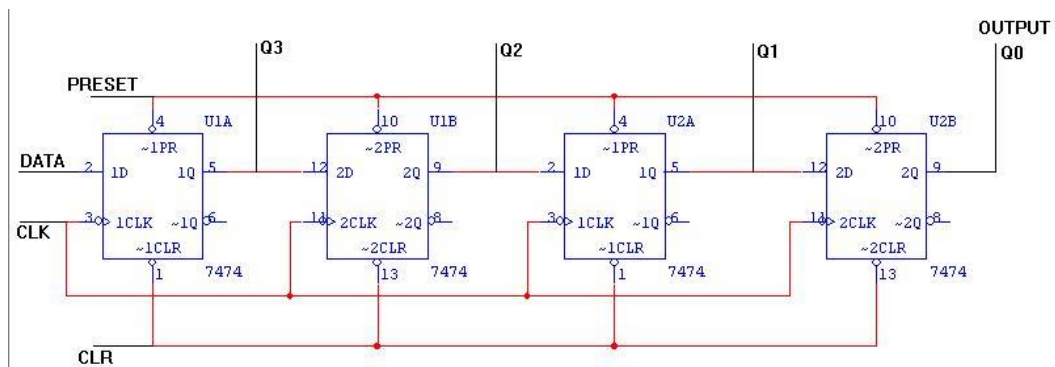 OUTPUT
Q3 Q2 Q1 Q0
PRESET
4 U1A 10 U1B 4 U2A 10 U2B
~1PR ~2PR ~1PR ~2PR
DATA 2 1D 1Q 5 12 2D 2Q 9 2 1D 1Q 5 12 2D 2Q 9
3 1CLK ~1Q 6 11 2CLK ~2Q 8 3 1CLK ~1Q 6 11 2CLK ~2Q 8
CLK
~1CLR ~2CLR ~1CLR ~2CLR
1 7474 13 7474 1 7474 13 7474
CLR